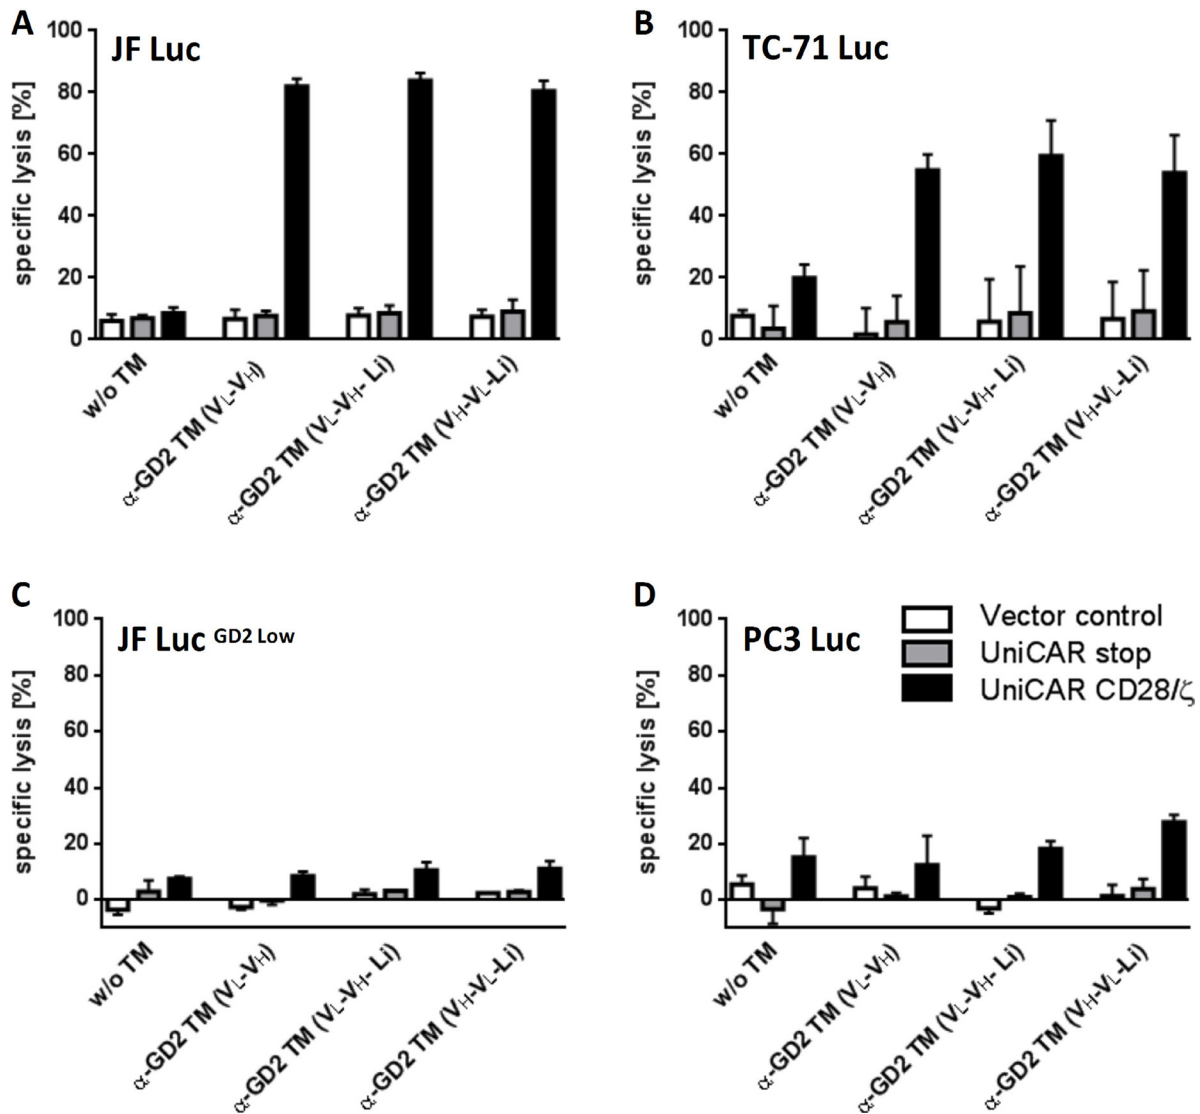 A
JF Luc
specific lysis [%]
100
80
60
40
20
0
w/o TM
α-GD2 TM (VL-VH)
α-GD2 TM (VL-VH- Li)
α-GD2 TM (VH-VL-Li)
B
TC-71 Luc
specific lysis [%]
100
80
60
40
20
0
w/o TM
α-GD2 TM (VL-VH)
α-GD2 TM (VL-VH- Li)
α-GD2 TM (VH-VL-Li)
C
JF Luc GD2 Low
specific lysis [%]
100
80
60
40
20
0
w/o TM
α-GD2 TM (VL-VH)
α-GD2 TM (VL-VH- Li)
α-GD2 TM (VH-VL-Li)
D
PC3 Luc
Vector control
UniCAR stop
UniCAR CD28/ζ
specific lysis [%]
100
80
60
40
20
0
w/o TM
α-GD2 TM (VL-VH)
α-GD2 TM (VL-VH- Li)
α-GD2 TM (VH-VL-Li)